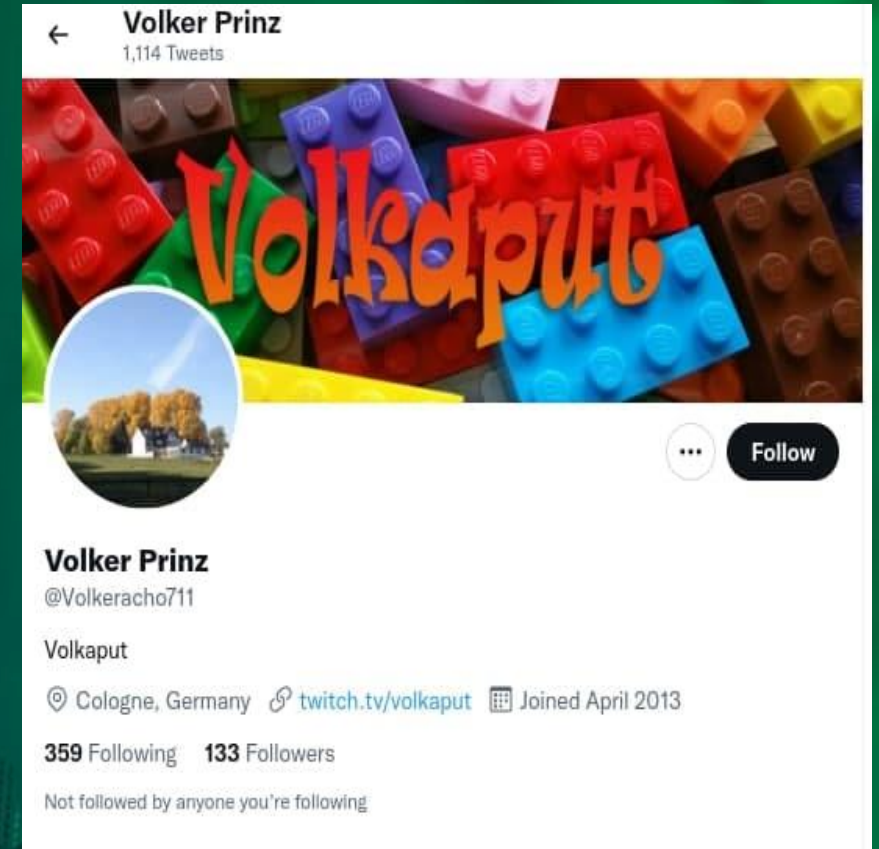 Volker Prinz
1,114 Tweets
Volkaput
Follow
Volker Prinz
@Volkeracho711
Volkaput
Cologne, Germany twitch.tv/volkaput Joined April 2013
359 Following 133 Followers
Not followed by anyone you're following